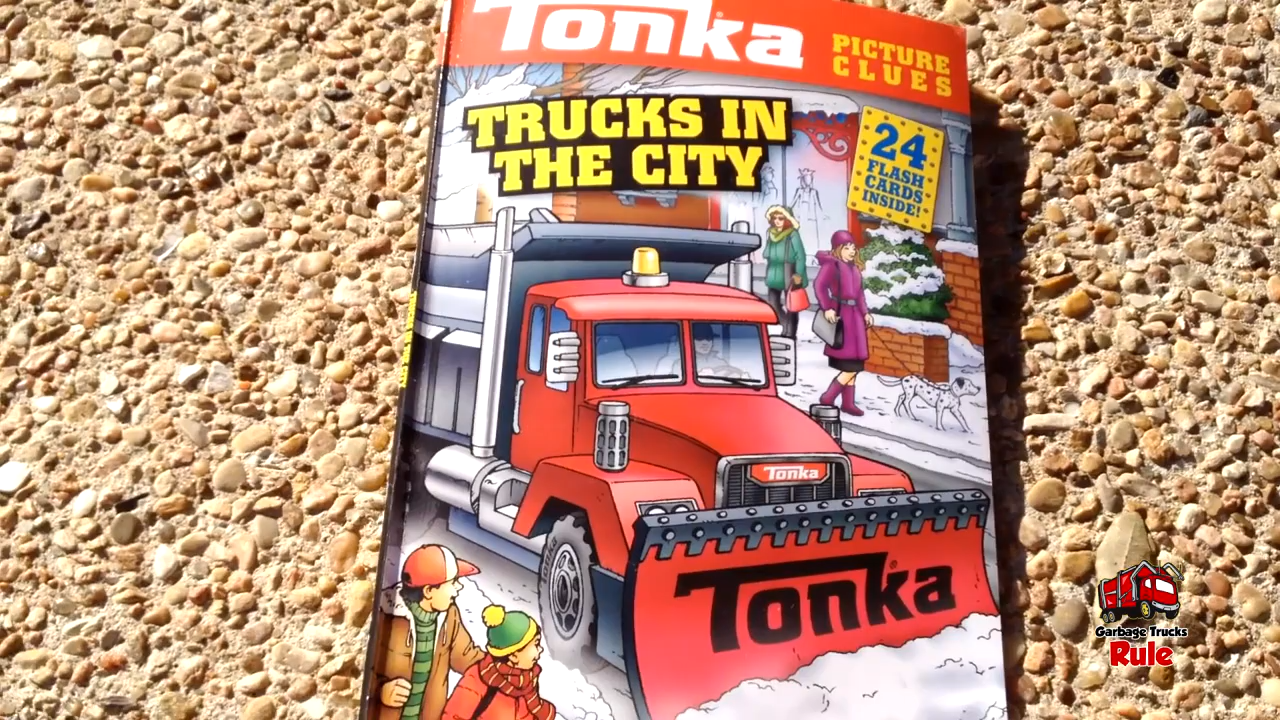 Tonka
PICTURE
CLUES
TRUCKS IN
THE CITY
24
FLASH
CARDS
INSIDE!
Tonka
Tonka
Garbage Trucks
Rule